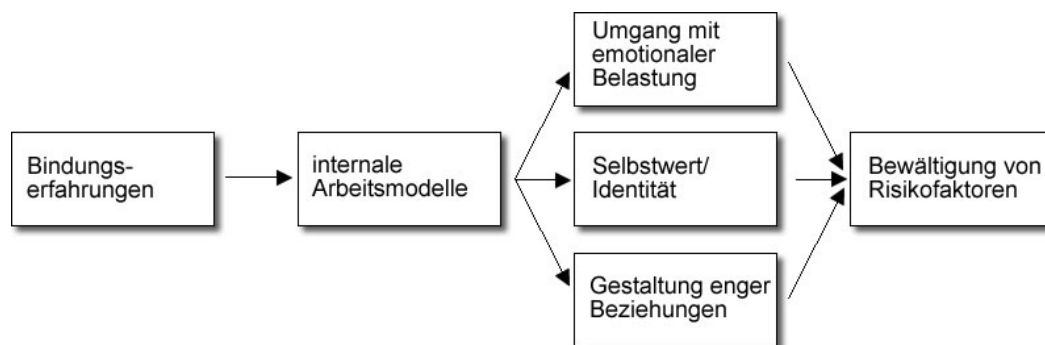 Bindungs-
erfahrungen
internale
Arbeitsmodelle
Umgang mit
emotionaler
Belastung
Selbstwert/
Identität
Gestaltung enger
Beziehungen
Bewältigung von
Risikofaktoren